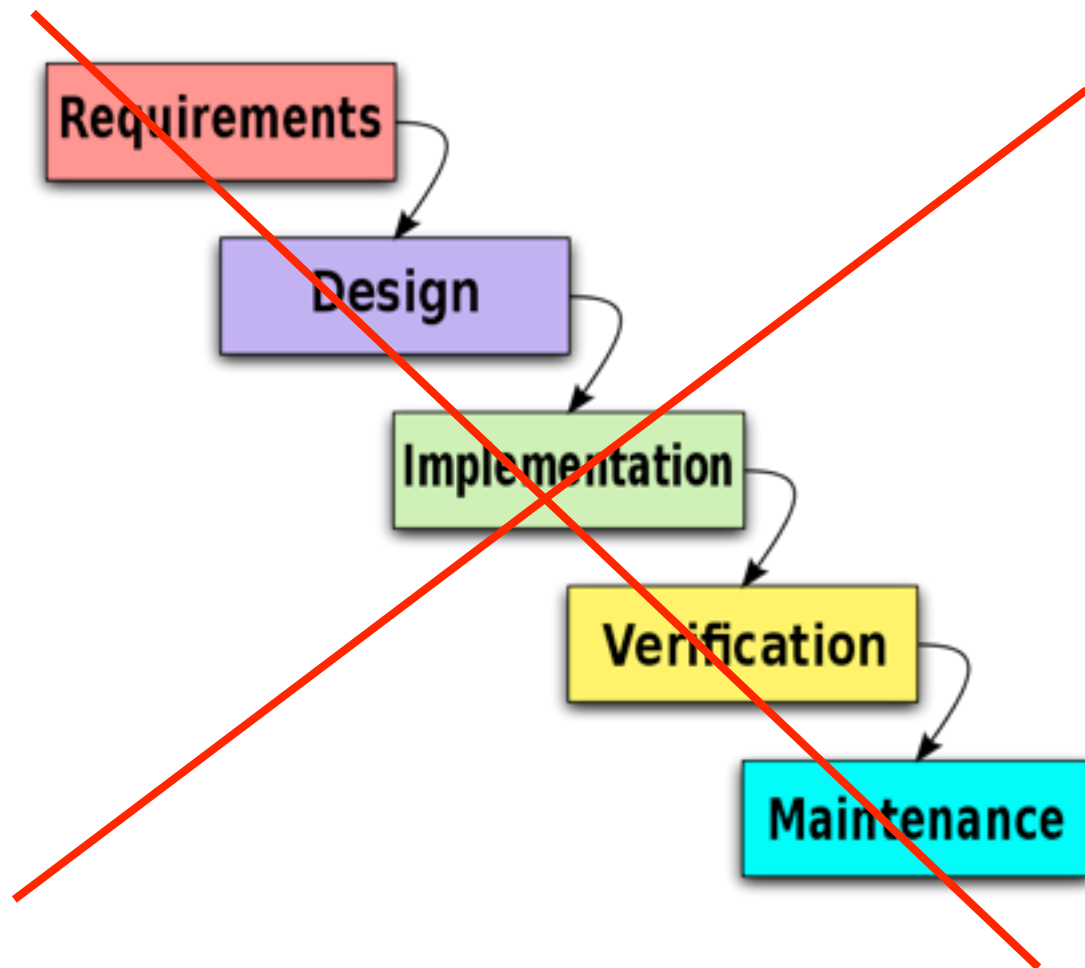 Requirements
Design
Implementation
Verification
Maintenance